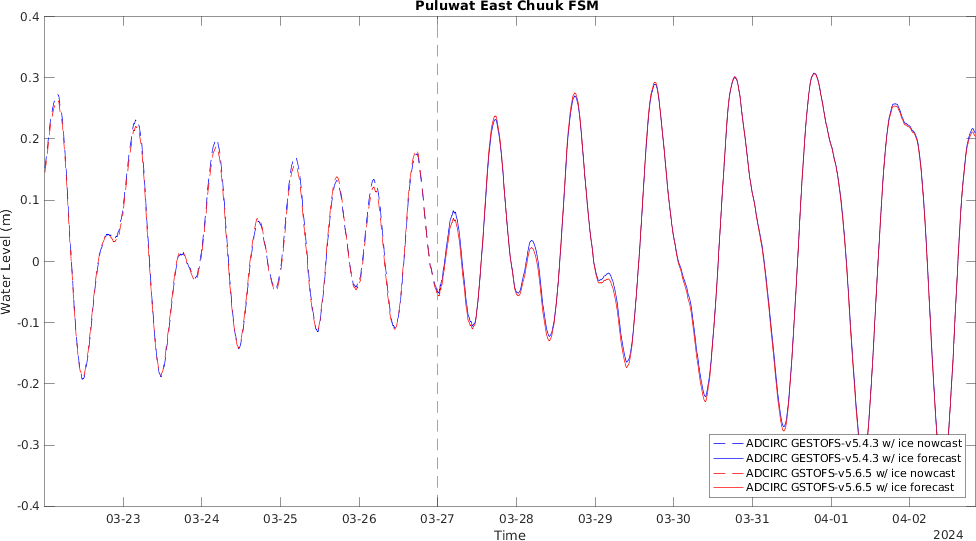 Puluwat East Chuuk FSM
0.4
0.3
0.2
0.1
0
-0.1
-0.2
-0.3
-0.4
Water Level (m)
ADCIRC GESTOFS-v5.4.3 w/ ice nowcast
ADCIRC GESTOFS-v5.4.3 w/ ice forecast
ADCIRC GSTOFS-v5.6.5 w/ ice nowcast
ADCIRC GSTOFS-v5.6.5 w/ ice forecast
03-23 03-24 03-25 03-26 03-27 03-28 03-29 03-30 03-31 04-01 04-02
Time
2024